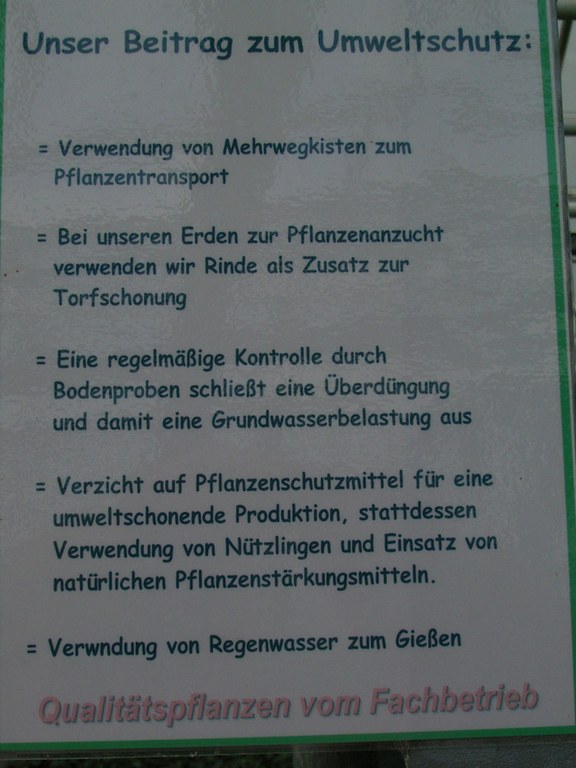 Unser Beitrag zum Umweltschutz:
= Verwendung von Mehrwegkisten zum
Pflanzentransport
= Bei unseren Erden zur Pflanzenanzucht
verwenden wir Rinde als Zusatz zur
Torfschonung
= Eine regelmäßige Kontrolle durch
Bodenproben schließt eine Überdüngung
und damit eine Grundwasserbelastung aus
= Verzicht auf Pflanzenschutzmittel für eine
umweltschonende Produktion, stattdessen
Verwendung von Nützlingen und Einsatz von
natürlichen Pflanzenstärkungsmitteln.
= Verwndung von Regenwasser zum Gießen
Qualitätspflanzen vom Fachbetrieb